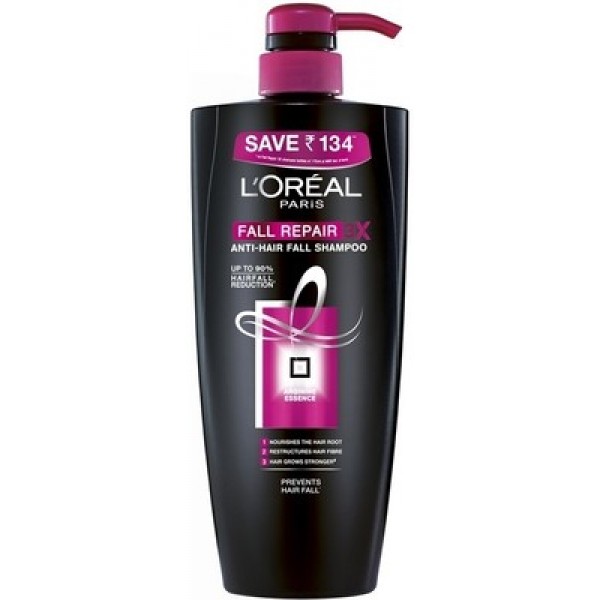 SAVE ₹ 134*
L'ORÉAL
PARIS
FALL REPAIR 3X
ANTI-HAIR FALL SHAMPOO
UP TO 90%
HAIRFALL
REDUCTION*
ARGININE
ESSENCE
1 NOURISHES THE HAIR ROOT
2 RESTRUCTURES HAIR FIBRE
3 HAIR GROWS STRONGER#
PREVENTS
HAIR FALL*